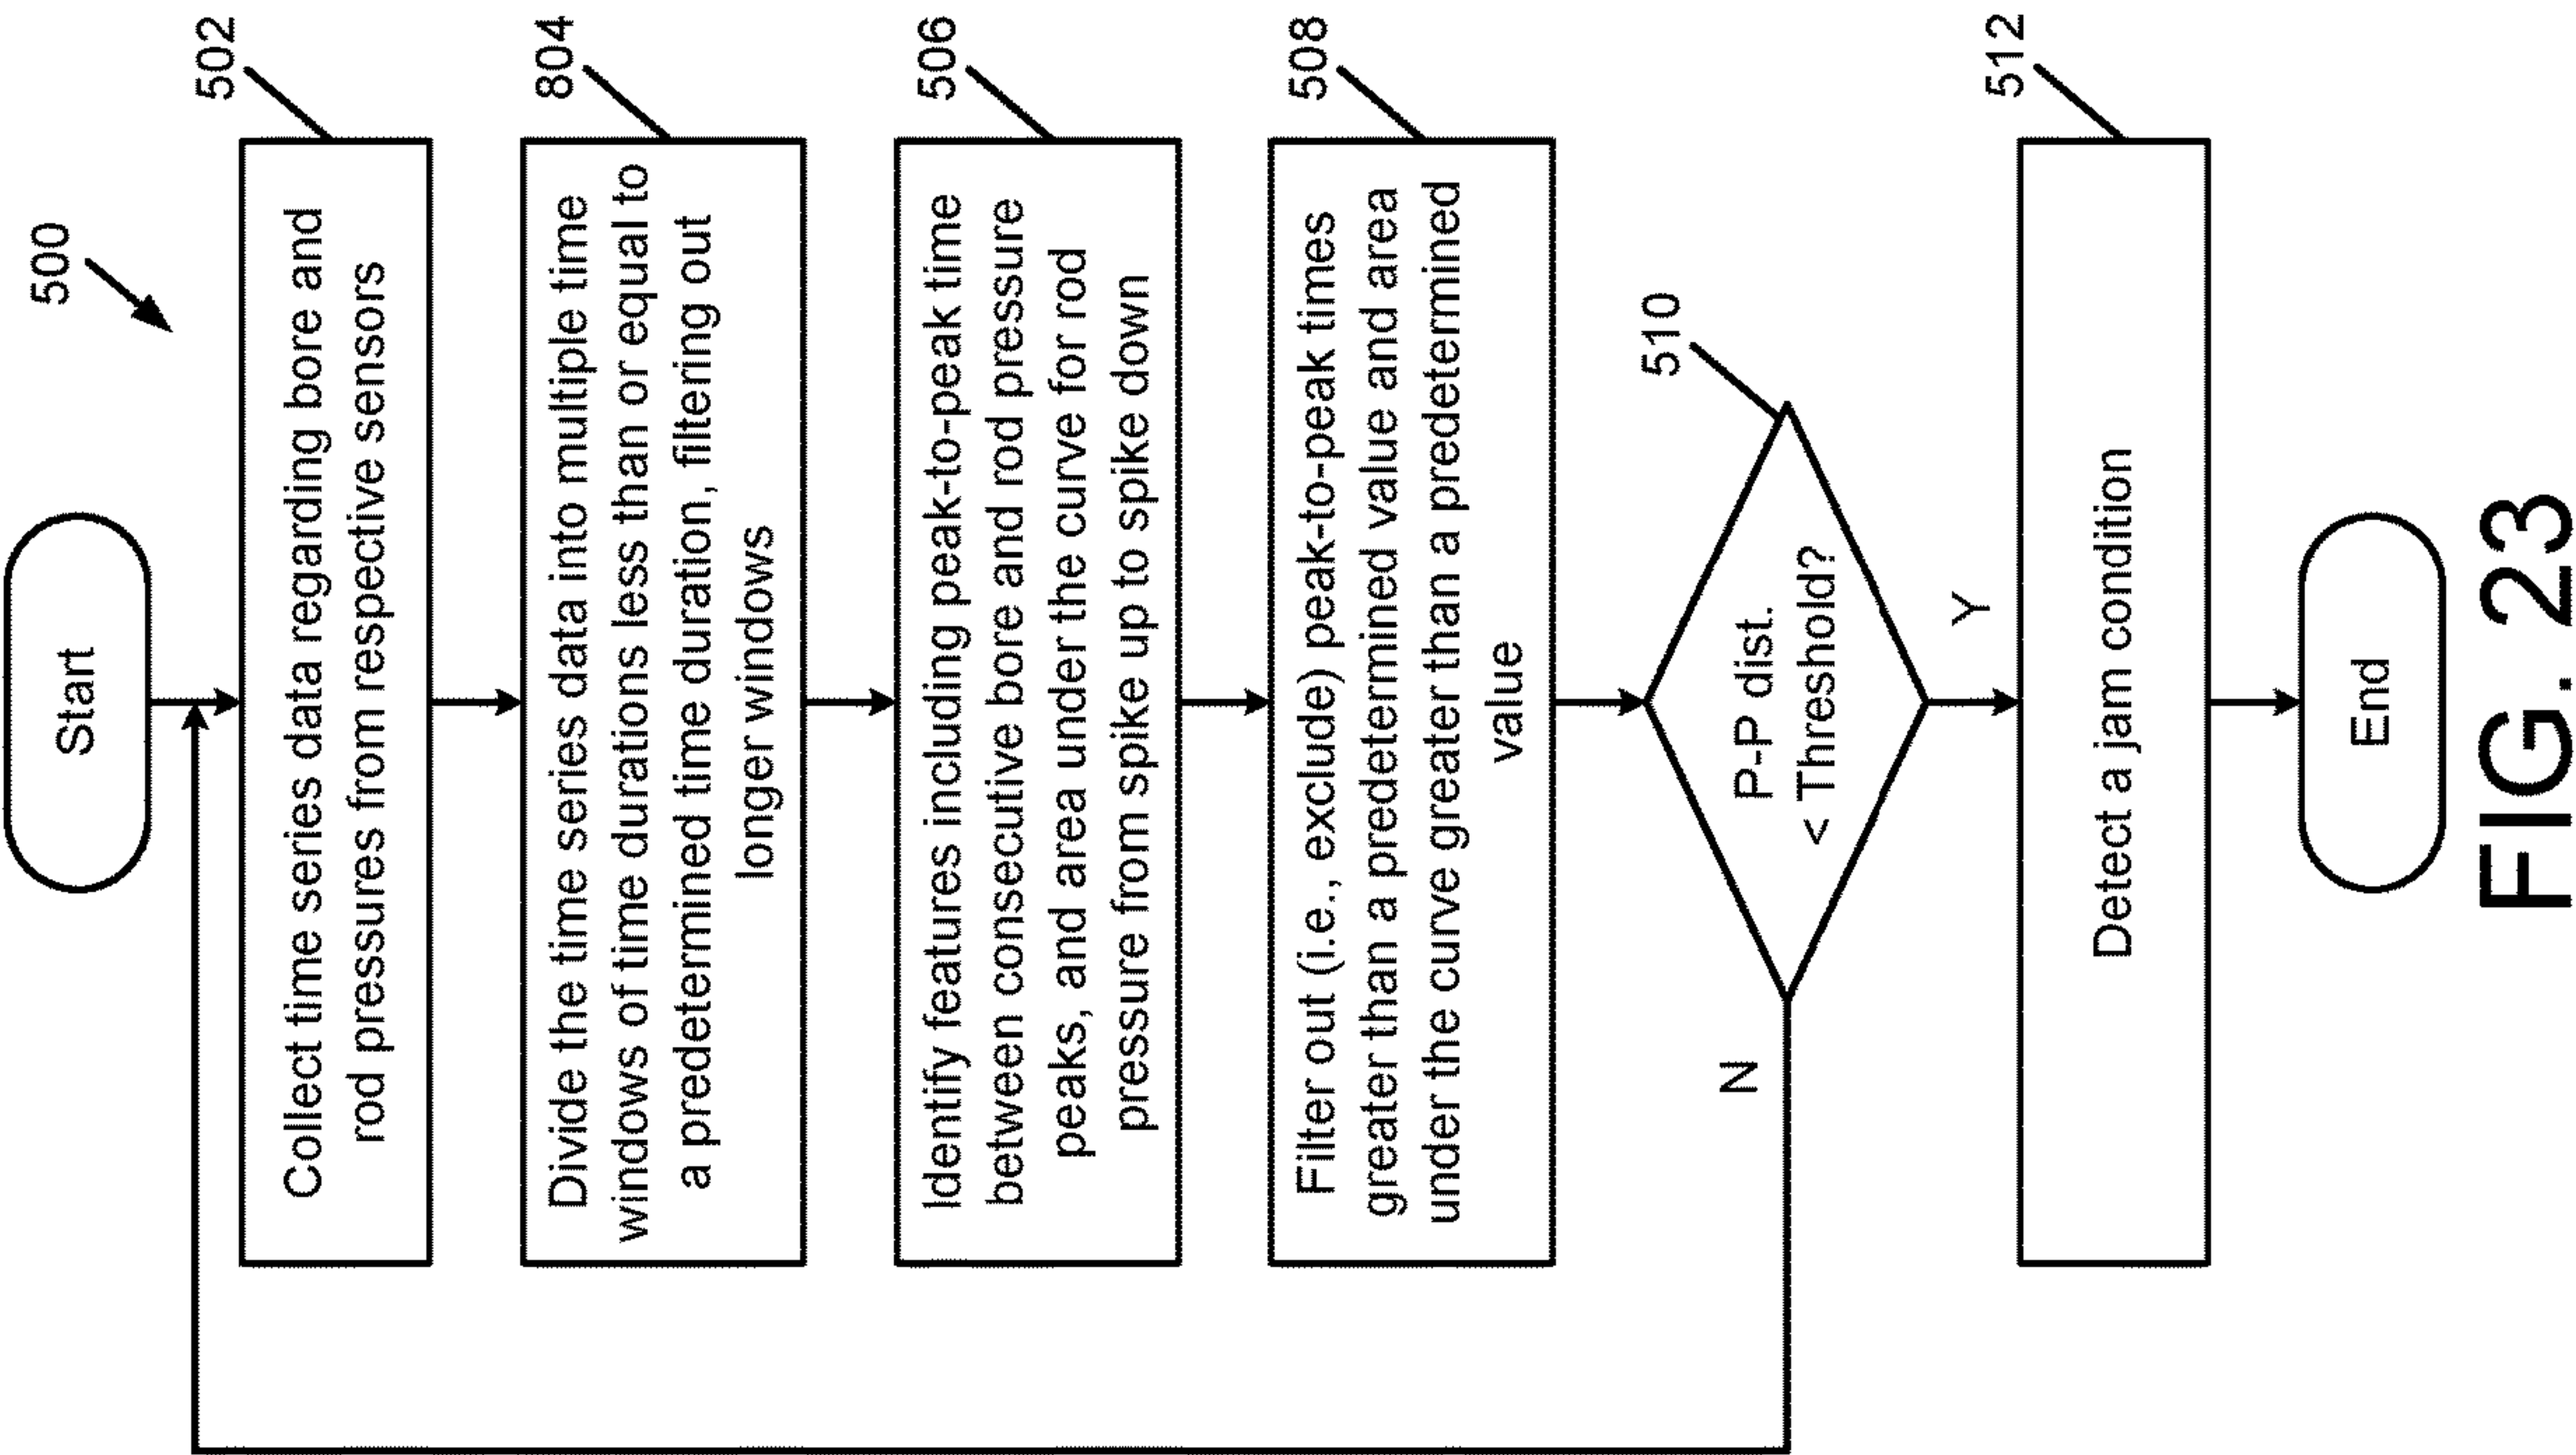 500
Start
502
Collect time series data regarding bore and
rod pressures from respective sensors
804
Divide the time series data into multiple time
windows of time durations less than or equal to
a predetermined time duration, filtering out
longer windows
506
Identify features including peak-to-peak time
between consecutive bore and rod pressure
peaks, and area under the curve for rod
pressure from spike up to spike down
508
Filter out (i.e., exclude) peak-to-peak times
greater than a predetermined value and area
under the curve greater than a predetermined
value
510
P-P dist.
< Threshold?
N
Y
512
Detect a jam condition
End
FIG. 23